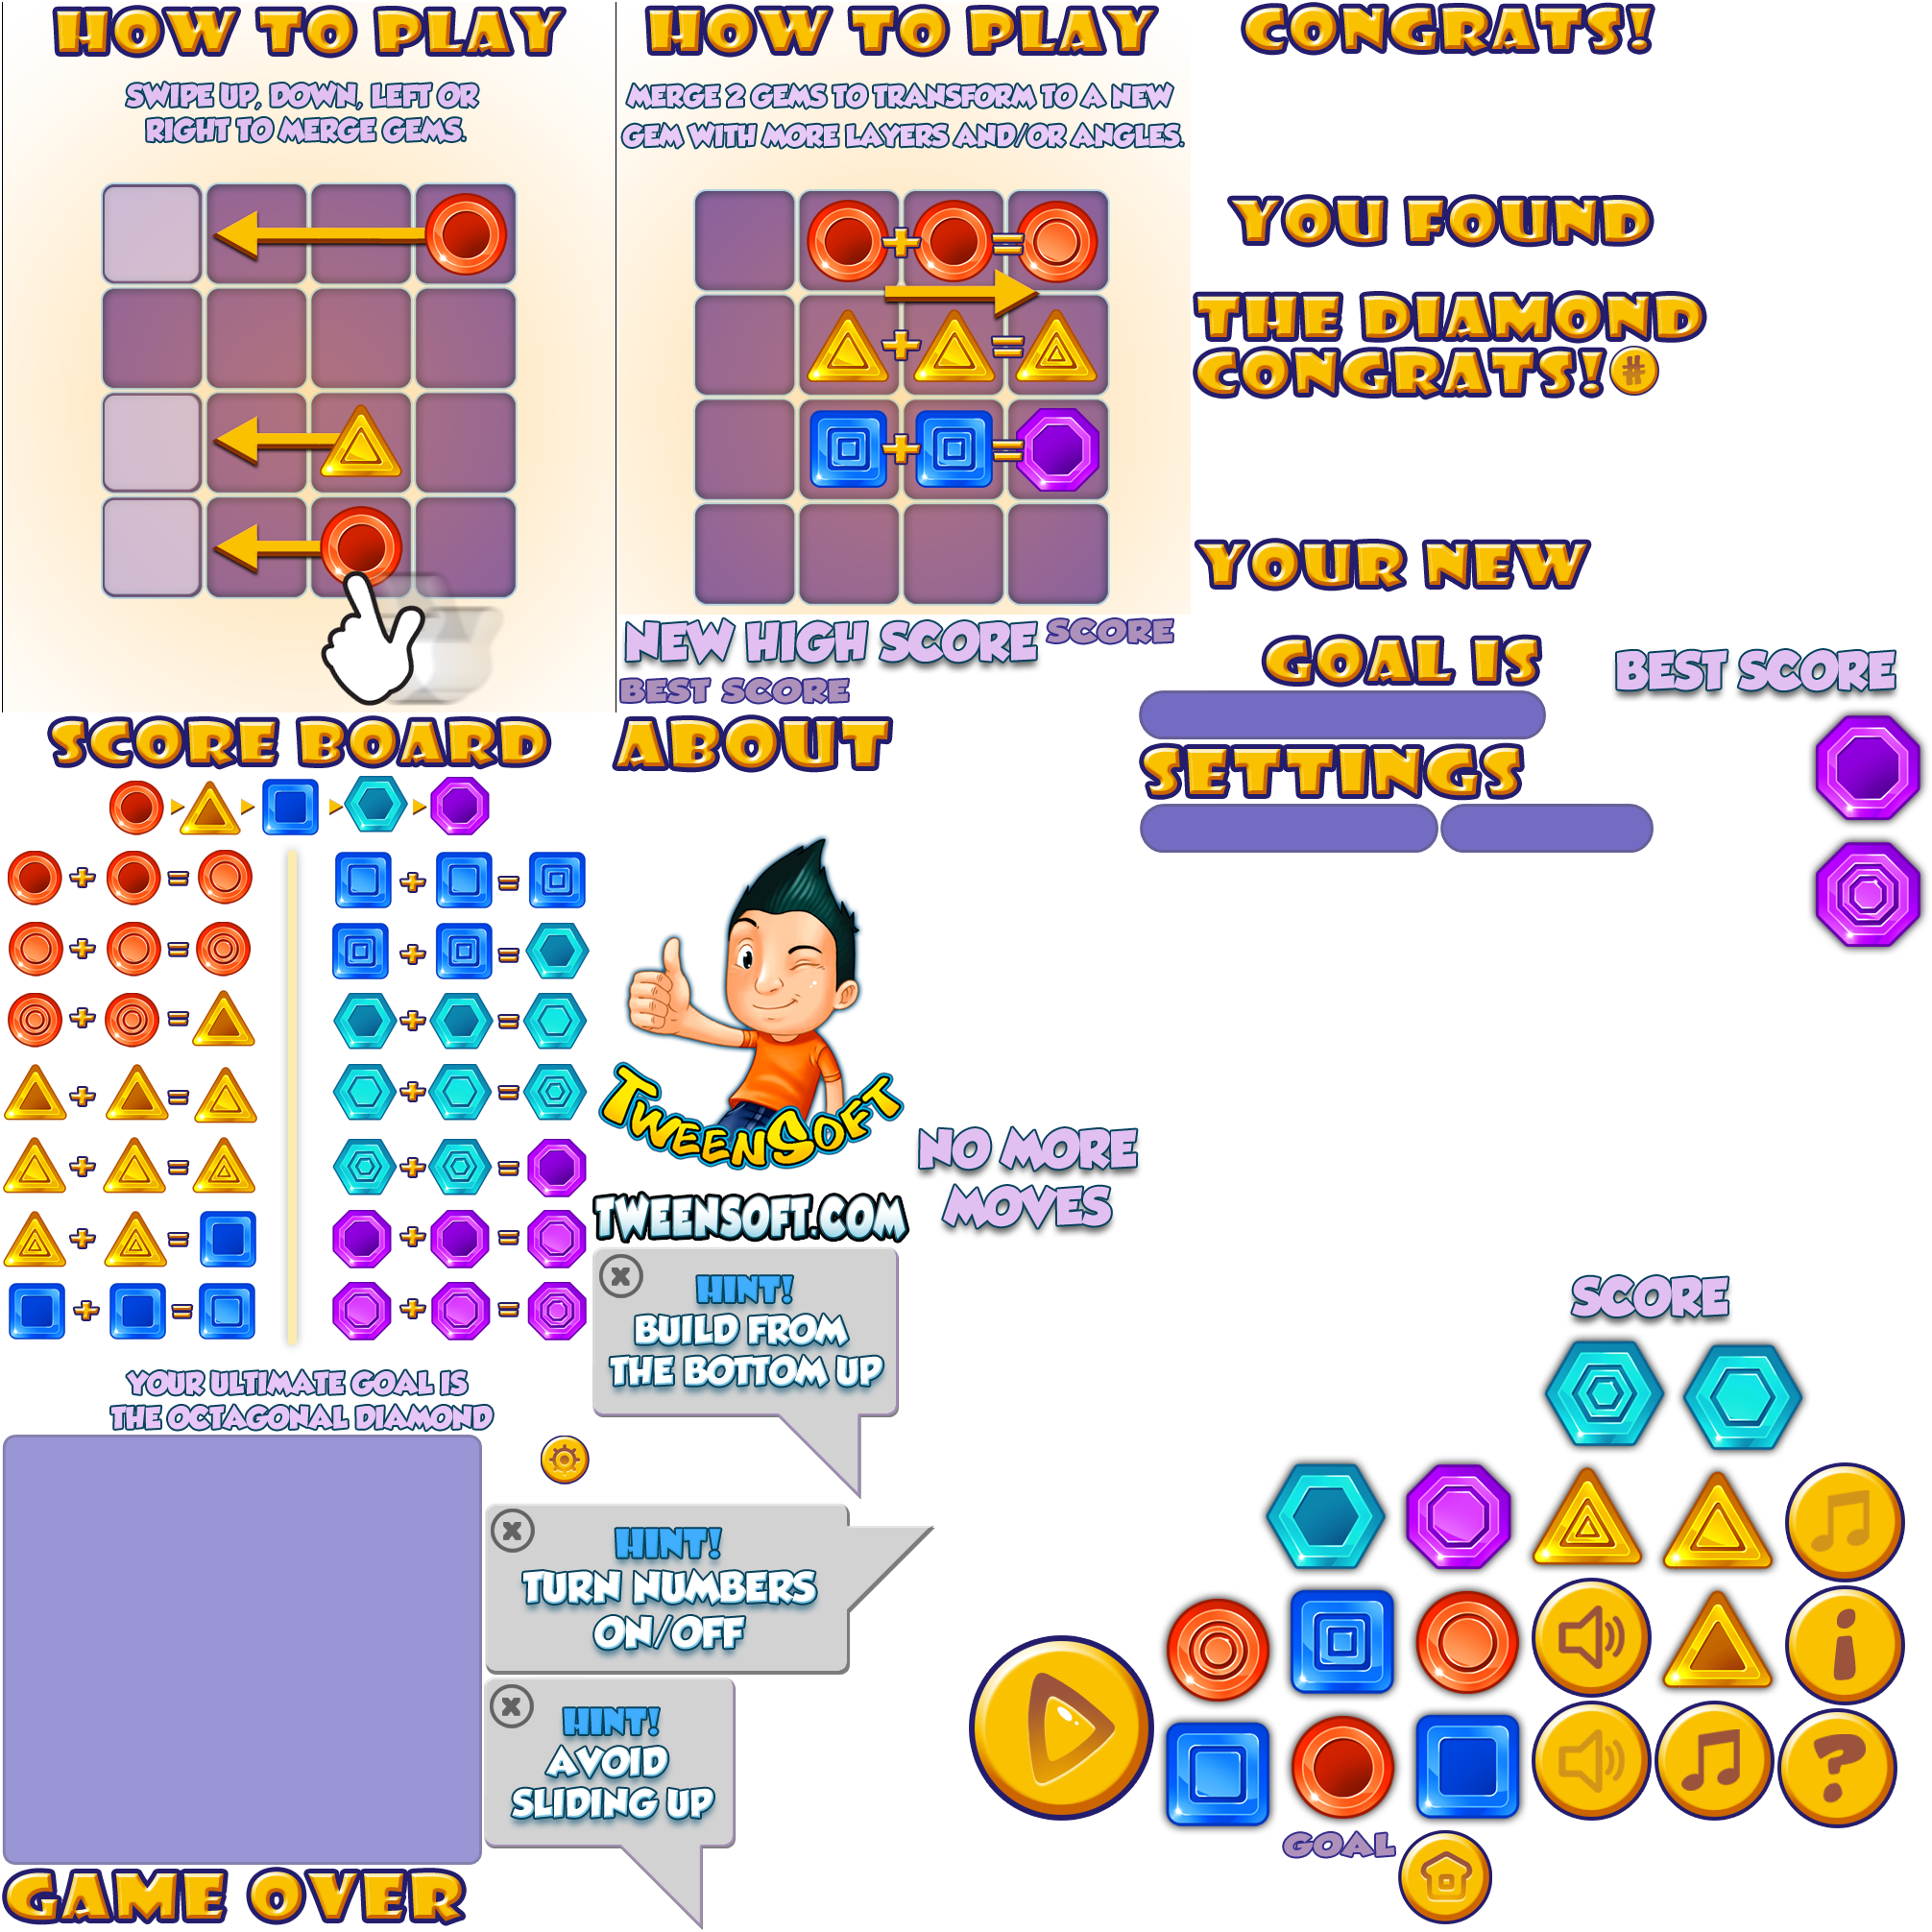 HOW TO PLAY
SWIPE UP, DOWN, LEFT OR
RIGHT TO MERGE GEMS.
HOW TO PLAY
MERGE 2 GEMS TO TRANSFORM TO A NEW
GEM WITH MORE LAYERS AND/OR ANGLES.
+ =
+ =
+ =
CONGRATS!
YOU FOUND
THE DIAMOND
CONGRATS!
#
YOUR NEW
GOAL IS
NEW HIGH SCORE
SCORE
BEST SCORE
BEST SCORE
SCORE BOARD
ABOUT
SETTINGS
+ =
+ =
+ =
+ =
+ =
+ =
+ =
+ =
+ =
+ =
+ =
+ =
+ =
+ =
YOUR ULTIMATE GOAL IS
THE OCTAGONAL DIAMOND
TWEENSOFT
TWEENSOFT.COM
NO MORE
MOVES
X
HINT!
BUILD FROM
THE BOTTOM UP
X
HINT!
TURN NUMBERS
ON/OFF
X
HINT!
AVOID
SLIDING UP
SCORE
i
?
GOAL
GAME OVER